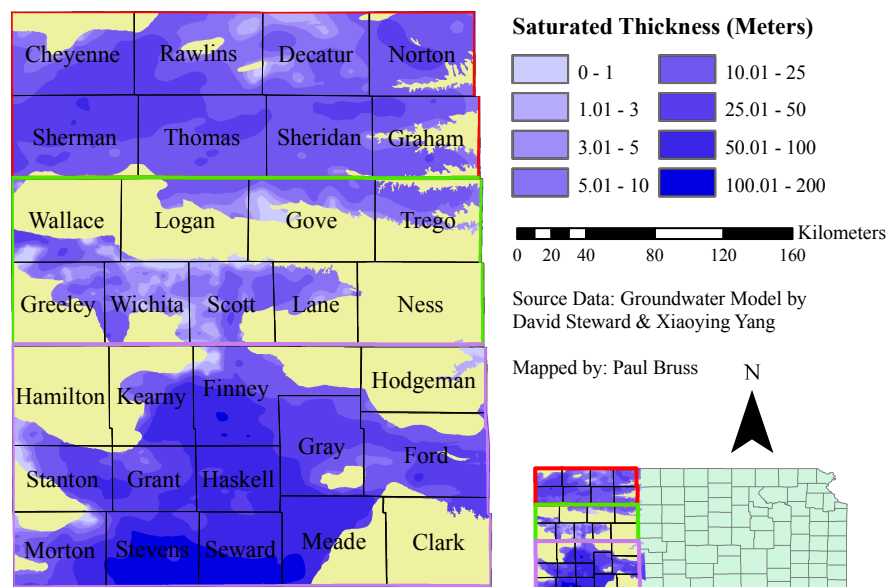 Cheyenne Rawlins Decatur Norton
Sherman Thomas Sheridan Graham
Wallace Logan Gove Trego
Greeley Wichita Scott Lane Ness
Hamilton Kearny Finney Hodgeman
Gray Ford
Stanton Grant Haskell
Morton Stevens Seward Meade Clark
Saturated Thickness (Meters)
0 - 1 10.01 - 25
1.01 - 3 25.01 - 50
3.01 - 5 50.01 - 100
5.01 - 10 100.01 - 200
Kilometers
0 20 40 80 120 160
Source Data: Groundwater Model by
David Steward & Xiaoying Yang
Mapped by: Paul Bruss
N